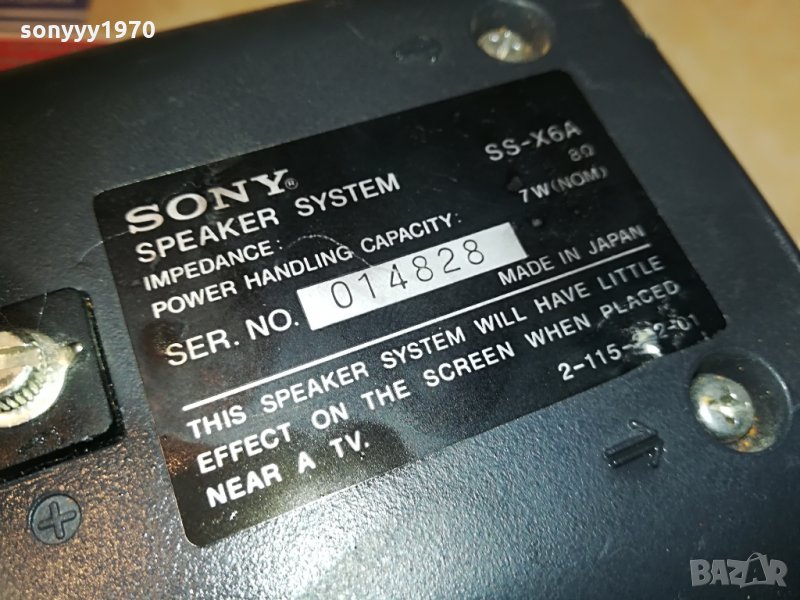 sonyyy1970
SONY®
SPEAKER SYSTEM SS-X6A
IMPEDANCE: 8Ω
POWER HANDLING CAPACITY: 7W(NOM)
SER. NO. 014828 MADE IN JAPAN
THIS SPEAKER SYSTEM WILL HAVE LITTLE
EFFECT ON THE SCREEN WHEN PLACED
NEAR A TV.
BAZAR